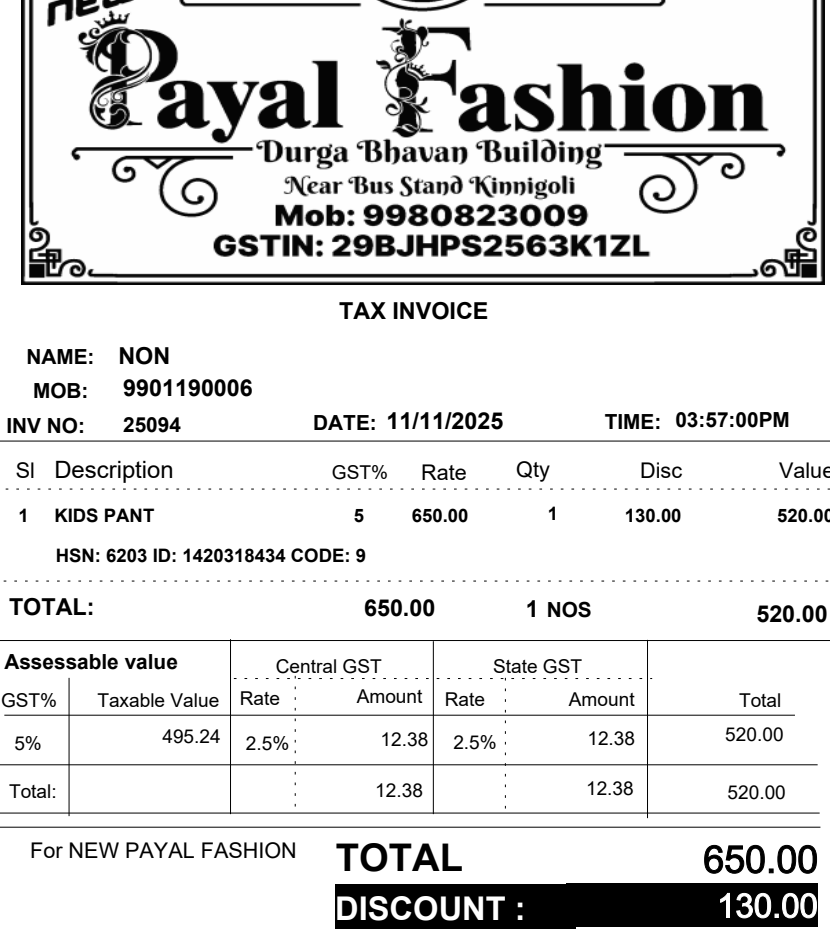 new
Payal Fashion
Durga Bhavan Building
Near Bus Stand Kinnigoli
Mob: 9980823009
GSTIN: 29BJHPS2563K1ZL
TAX INVOICE
NAME: NON
MOB: 9901190006
INV NO: 25094 DATE: 11/11/2025 TIME: 03:57:00PM
Sl Description GST% Rate Qty Disc Value
1 KIDS PANT 5 650.00 1 130.00 520.00
HSN: 6203 ID: 1420318434 CODE: 9
TOTAL: 650.00 1 NOS 520.00
Assessable value Central GST State GST
GST% Taxable Value Rate Amount Rate Amount Total
5% 495.24 2.5% 12.38 2.5% 12.38 520.00
Total: 12.38 12.38 520.00
For NEW PAYAL FASHION TOTAL 650.00
DISCOUNT : 130.00